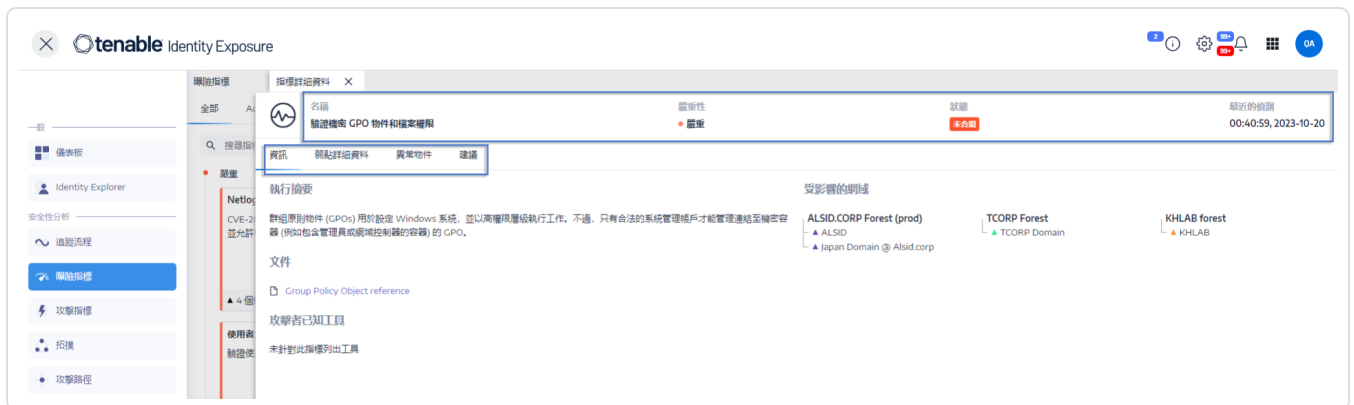 tenable Identity Exposure
2
99+
99+
QA
曝險指標
指標詳細資料
全部
名稱
嚴重性
狀態
最近的偵測
驗證機密 GPO 物件和檔案權限
嚴重
未合規
00:40:59, 2023-10-20
一般
儀表板
Identity Explorer
安全性分析
追蹤流程
曝險指標
攻擊指標
拓撲
攻擊路徑
搜尋指
嚴重
Netlog
CVE-2
並允許
▲ 4 個
使用者
驗證使
資訊
弱點詳細資料
異常物件
建議
執行摘要
群組原則物件 (GPOs) 用於設定 Windows 系統,並以高權限層級執行工作。不過,只有合法的系統管理帳戶才能管理連結至機密容
器 (例如包含管理員或網域控制器的容器) 的 GPO。
文件
Group Policy Object reference
攻擊者已知工具
未針對此指標列出工具
受影響的網域
ALSID.CORP Forest (prod)
▲ ALSID
▲ Japan Domain @ Alsid.corp
TCORP Forest
▲ TCORP Domain
KHLAB forest
▲ KHLAB